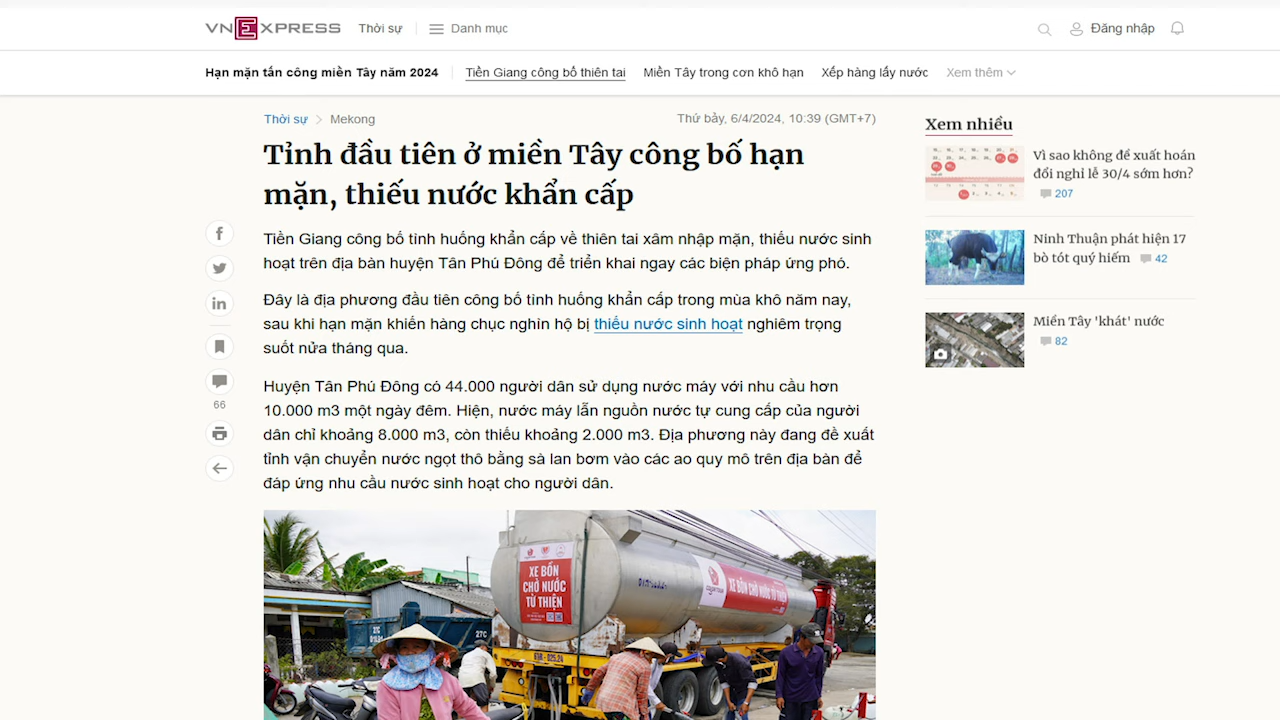 VNEXPRESS Thời sự Danh mục Đăng nhập
Hạn mặn tấn công miền Tây năm 2024 Tiền Giang công bố thiên tai Miền Tây trong cơn khô hạn Xếp hàng lấy nước Xem thêm
Thời sự Mekong Thứ bảy, 6/4/2024, 10:39 (GMT+7)
Tỉnh đầu tiên ở miền Tây công bố hạn
mặn, thiếu nước khẩn cấp
Tiền Giang công bố tình huống khẩn cấp về thiên tai xâm nhập mặn, thiếu nước sinh
hoạt trên địa bàn huyện Tân Phú Đông để triển khai ngay các biện pháp ứng phó.
Đây là địa phương đầu tiên công bố tình huống khẩn cấp trong mùa khô năm nay,
sau khi hạn mặn khiến hàng chục nghìn hộ bị thiếu nước sinh hoạt nghiêm trọng
suốt nửa tháng qua.
66
Huyện Tân Phú Đông có 44.000 người dân sử dụng nước máy với nhu cầu hơn
10.000 m3 một ngày đêm. Hiện, nước máy lẫn nguồn nước tự cung cấp của người
dân chỉ khoảng 8.000 m3, còn thiếu khoảng 2.000 m3. Địa phương này đang đề xuất
tỉnh vận chuyển nước ngọt thô bằng sà lan bơm vào các ao quy mô trên địa bàn để
đáp ứng nhu cầu nước sinh hoạt cho người dân.
XE BỒN
CHỞ NƯỚC
TỪ THIỆN
XE BỒN CHỞ NƯỚC TỪ THIỆN
27C
Xem nhiều
Vì sao không đề xuất hoán
đổi nghỉ lễ 30/4 sớm hơn?
207
Ninh Thuận phát hiện 17
bò tót quý hiếm 42
Miền Tây 'khát' nước
82